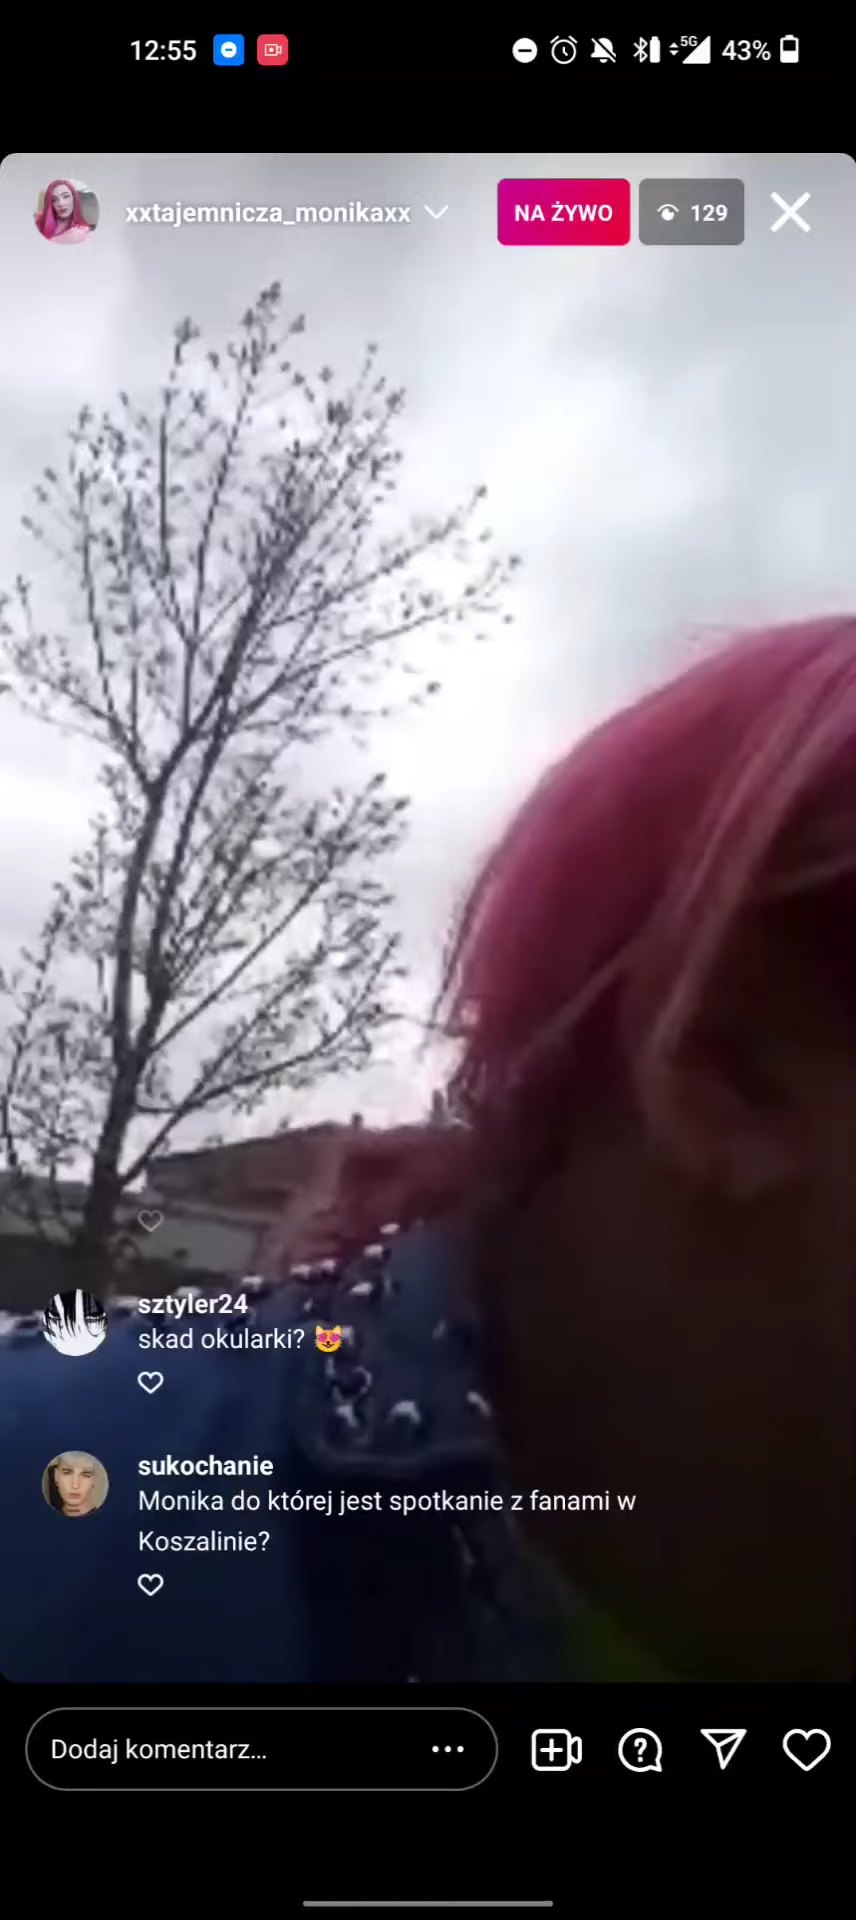 12:55
5G
43%
xxtajemnicza_monikaxx
NA ŻYWO
129
sztyler24
skad okularki? 😻
sukochanie
Monika do której jest spotkanie z fanami w
Koszalinie?
Dodaj komentarz...